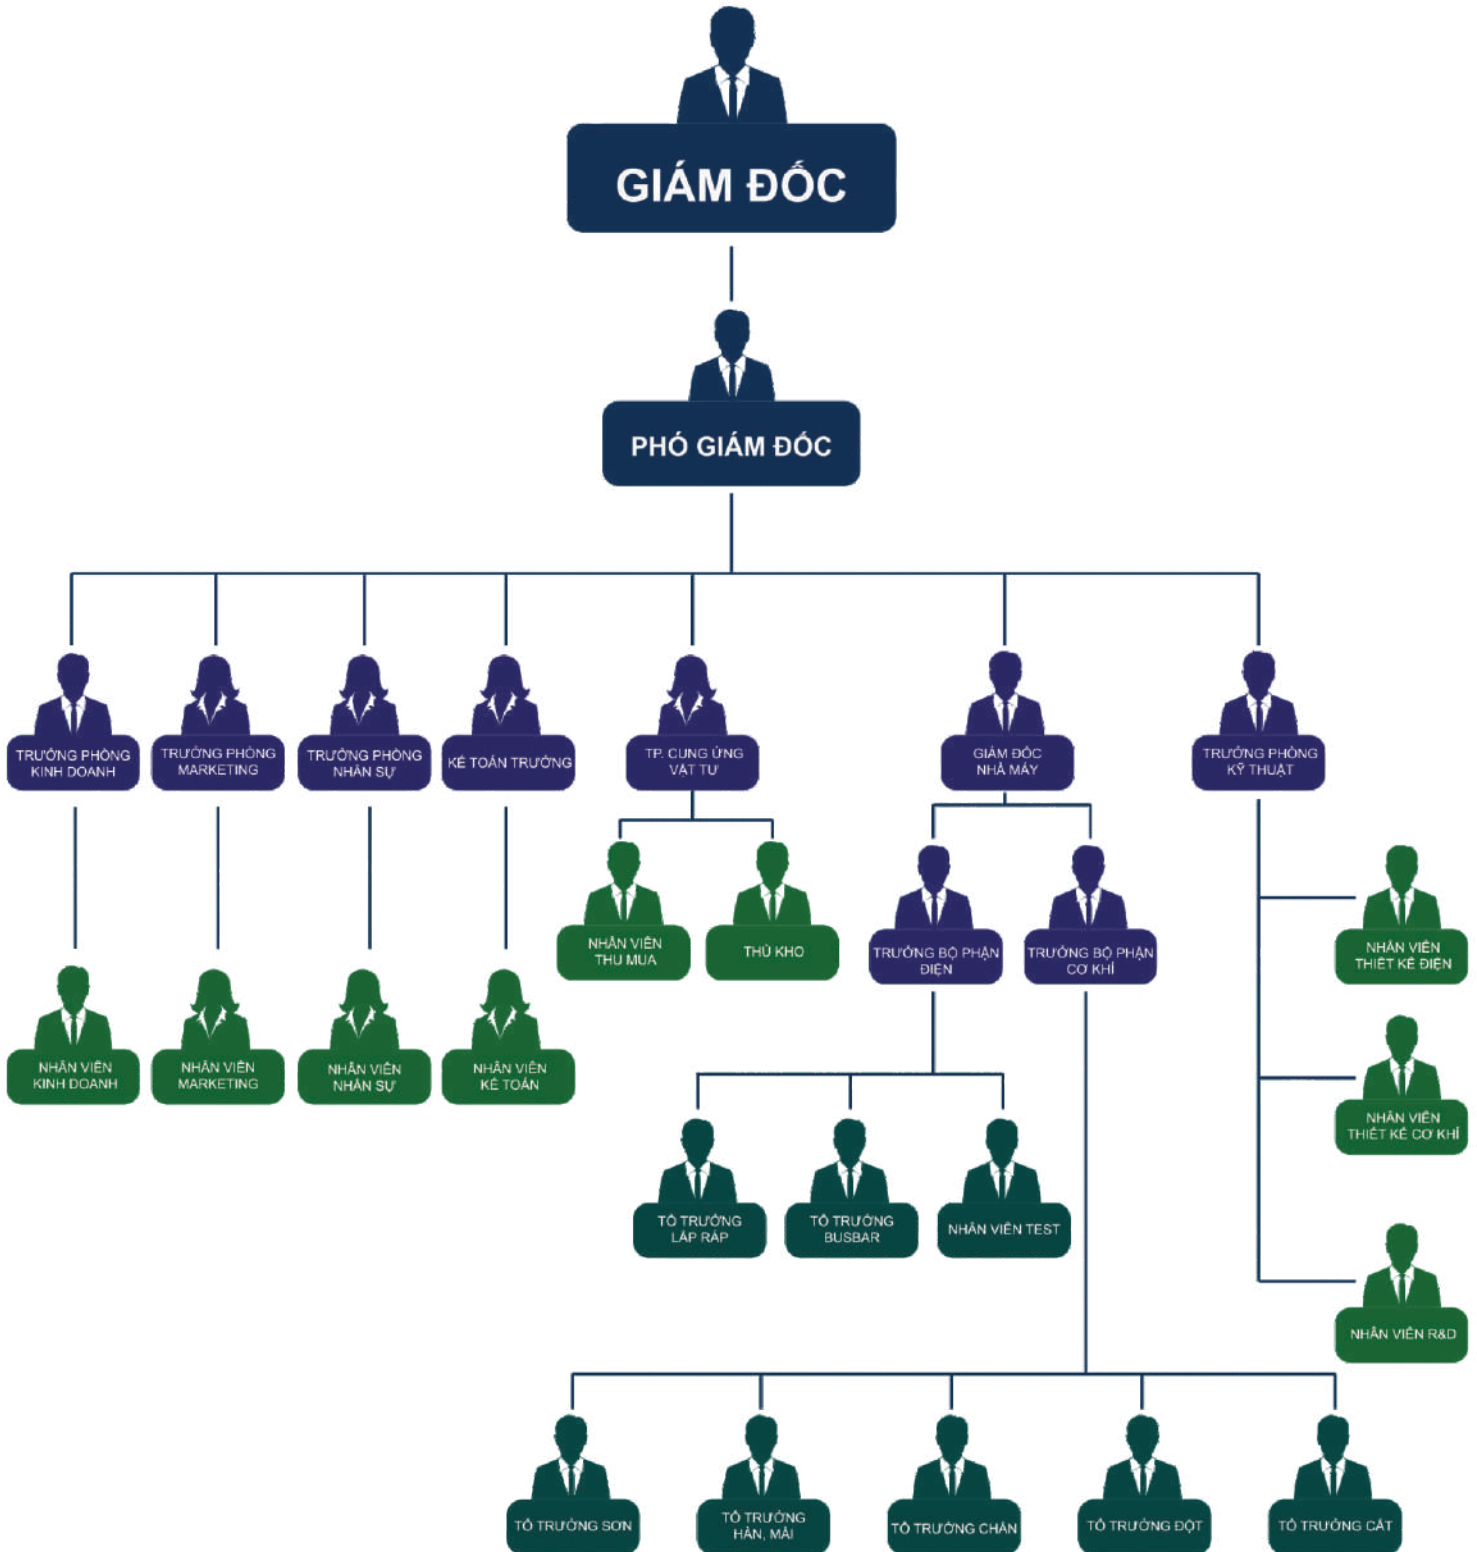 GIÁM ĐỐC
PHÓ GIÁM ĐỐC
TRƯỞNG PHÒNG
KINH DOANH
TRƯỞNG PHÒNG
MARKETING
TRƯỞNG PHÒNG
NHÂN SỰ
KẾ TOÁN TRƯỞNG
TP. CUNG ỨNG
VẬT TƯ
GIÁM ĐỐC
NHÀ MÁY
TRƯỞNG PHÒNG
KỸ THUẬT
NHÂN VIÊN
THU MUA
THỦ KHO
TRƯỞNG BỘ PHẬN
ĐIỆN
TRƯỞNG BỘ PHẬN
CƠ KHÍ
NHÂN VIÊN
THIẾT KẾ ĐIỆN
NHÂN VIÊN
KINH DOANH
NHÂN VIÊN
MARKETING
NHÂN VIÊN
NHÂN SỰ
NHÂN VIÊN
KẾ TOÁN
NHÂN VIÊN
THIẾT KẾ CƠ KHÍ
TỔ TRƯỞNG
LẮP RÁP
TỔ TRƯỞNG
BUSBAR
NHÂN VIÊN TEST
NHÂN VIÊN R&D
TỔ TRƯỞNG SƠN
TỔ TRƯỞNG
HÀN, MÀI
TỔ TRƯỞNG CHẤN
TỔ TRƯỞNG ĐỘT
TỔ TRƯỞNG CẮT